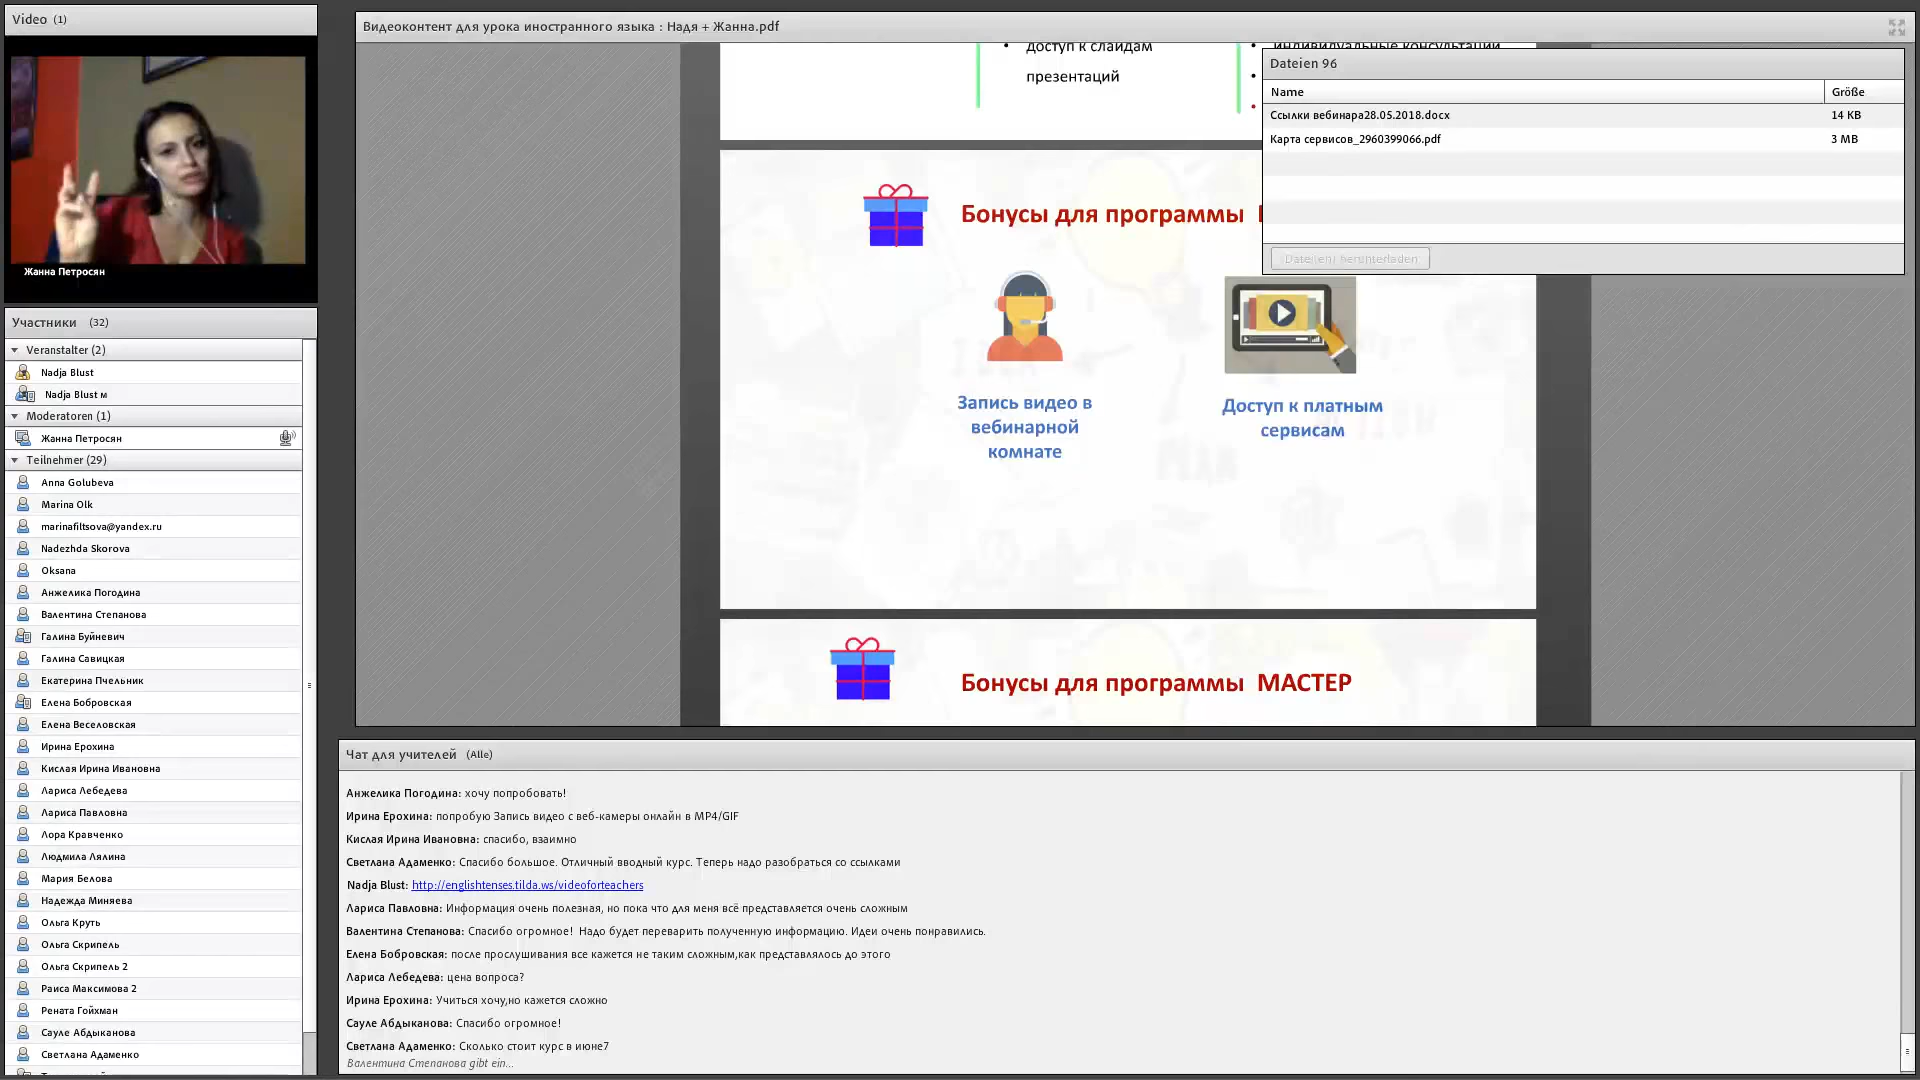 Video (1)
Жанна Петросян
Участники (32)
Veranstalter (2)
Nadja Blust
Nadja Blust м
Moderatoren (1)
Жанна Петросян
Teilnehmer (29)
Anna Golubeva
Marina Olk
marinafiltsova@yandex.ru
Nadezhda Skorova
Oksana
Анжелика Погодина
Валентина Степанова
Галина Буйневич
Галина Савицкая
Екатерина Пчельник
Елена Бобровская
Елена Веселовская
Ирина Ерохина
Кислая Ирина Ивановна
Лариса Лебедева
Лариса Павловна
Лора Кравченко
Людмила Лялина
Мария Белова
Надежда Миняева
Ольга Круть
Ольга Скрипель
Ольга Скрипель 2
Раиса Максимова 2
Рената Гойхман
Сауле Абдыканова
Светлана Адаменко
Видеоконтент для урока иностранного языка : Надя + Жанна.pdf
• доступ к слайдам
презентаций
индивидуальные консультации
Dateien 96
Name Größe
Ссылки вебинара28.05.2018.docx 14 KB
Карта сервисов_2960399066.pdf 3 MB
Datei(en) herunterladen
Бонусы для программы
Запись видео в
вебинарной
комнате
Доступ к платным
сервисам
Бонусы для программы МАСТЕР
Чат для учителей (Alle)
Анжелика Погодина: хочу попробовать!
Ирина Ерохина: попробую Запись видео с веб-камеры онлайн в MP4/GIF
Кислая Ирина Ивановна: спасибо, взаимно
Светлана Адаменко: Спасибо большое. Отличный вводный курс. Теперь надо разобраться со ссылками
Nadja Blust: http://englishtenses.tilda.ws/videoforteachers
Лариса Павловна: Информация очень полезная, но пока что для меня всё представляется очень сложным
Валентина Степанова: Спасибо огромное! Надо будет переварить полученную информацию. Идеи очень понравились.
Елена Бобровская: после прослушивания все кажется не таким сложным,как представлялось до этого
Лариса Лебедева: цена вопроса?
Ирина Ерохина: Учиться хочу,но кажется сложно
Сауле Абдыканова: Спасибо огромное!
Светлана Адаменко: Сколько стоит курс в июне7
Валентина Степанова gibt ein...